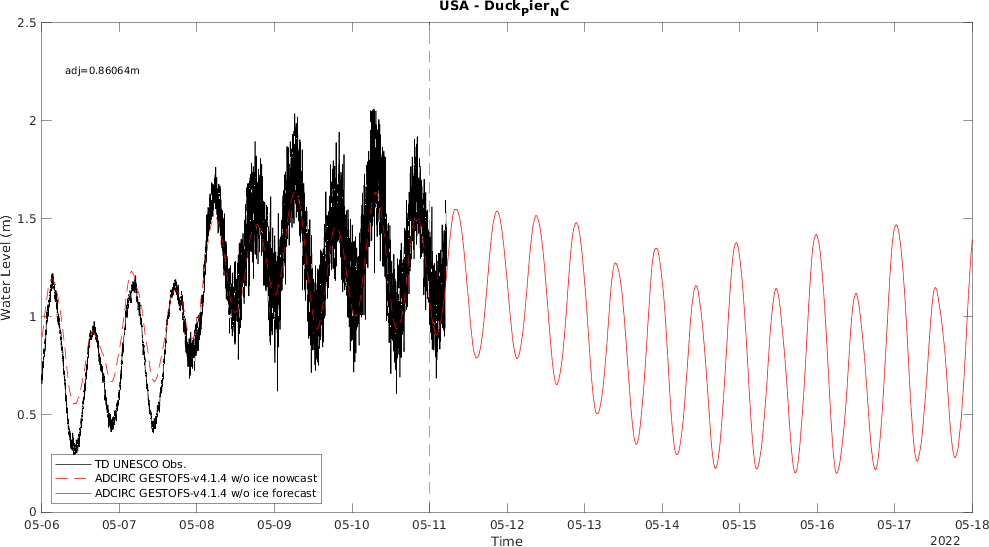 USA - DuckPierNC
2.5
adj=0.86064m
2
1.5
Water Level (m)
1
0.5
TD UNESCO Obs.
ADCIRC GESTOFS-v4.1.4 w/o ice nowcast
ADCIRC GESTOFS-v4.1.4 w/o ice forecast
0
05-06 05-07 05-08 05-09 05-10 05-11 05-12 05-13 05-14 05-15 05-16 05-17 05-18
Time
2022